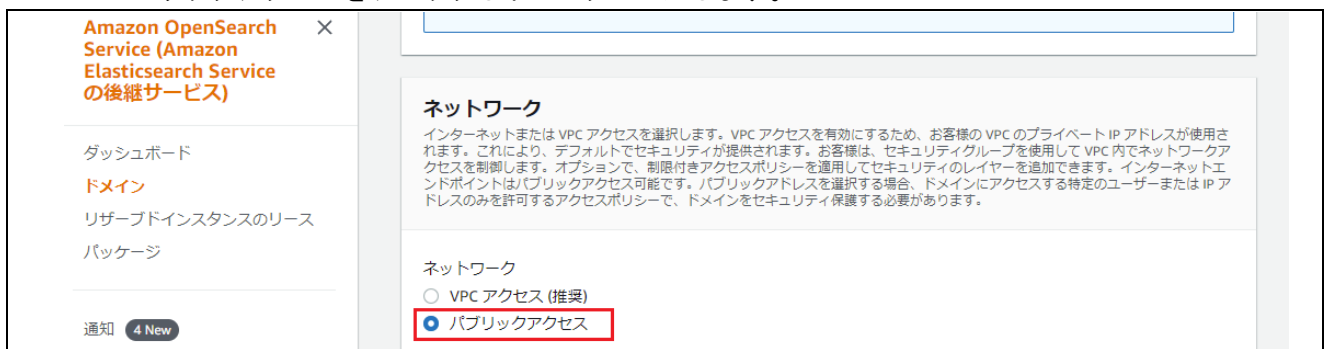 Amazon OpenSearch
Service (Amazon
Elasticsearch Service
の後継サービス)
ダッシュボード
ドメイン
リザーブドインスタンスのリース
パッケージ
通知 4 New
ネットワーク
インターネットまたは VPC アクセスを選択します。VPC アクセスを有効にするため、お客様の VPC のプライベート IP アドレスが使用さ
れます。これにより、デフォルトでセキュリティが提供されます。お客様は、セキュリティグループを使用して VPC 内でネットワークア
クセスを制御します。オプションで、制限付きアクセスポリシーを適用してセキュリティのレイヤーを追加できます。インターネットエ
ンドポイントはパブリックアクセス可能です。パブリックアドレスを選択する場合、ドメインにアクセスする特定のユーザーまたは IP ア
ドレスのみを許可するアクセスポリシーで、ドメインをセキュリティ保護する必要があります。
ネットワーク
VPC アクセス (推奨)
パブリックアクセス